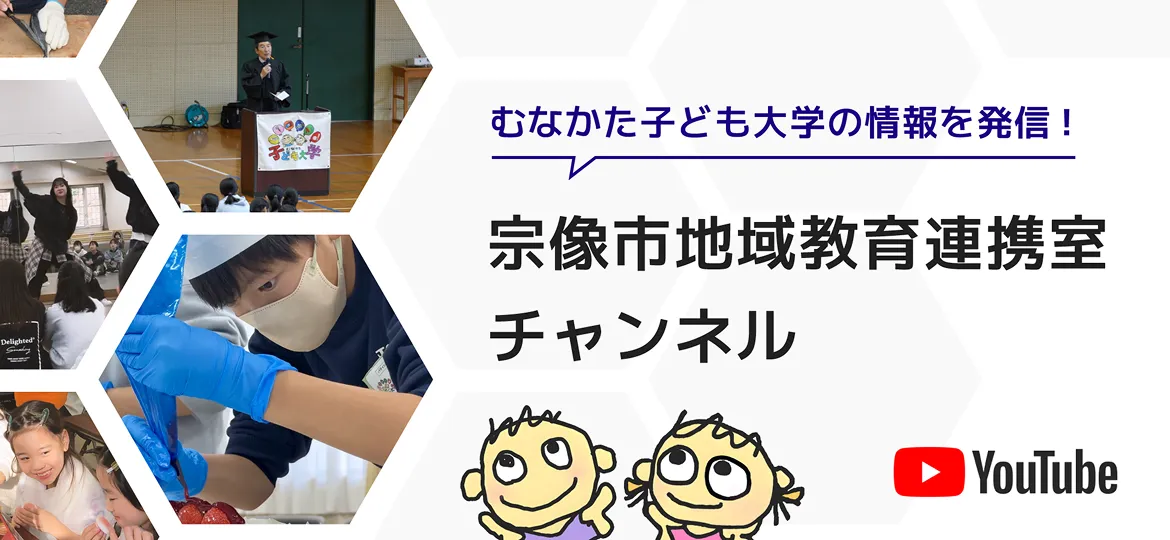 むなかた子ども大学の情報を発信！
宗像市地域教育連携室
チャンネル
YouTube
子ども大学
Delighted